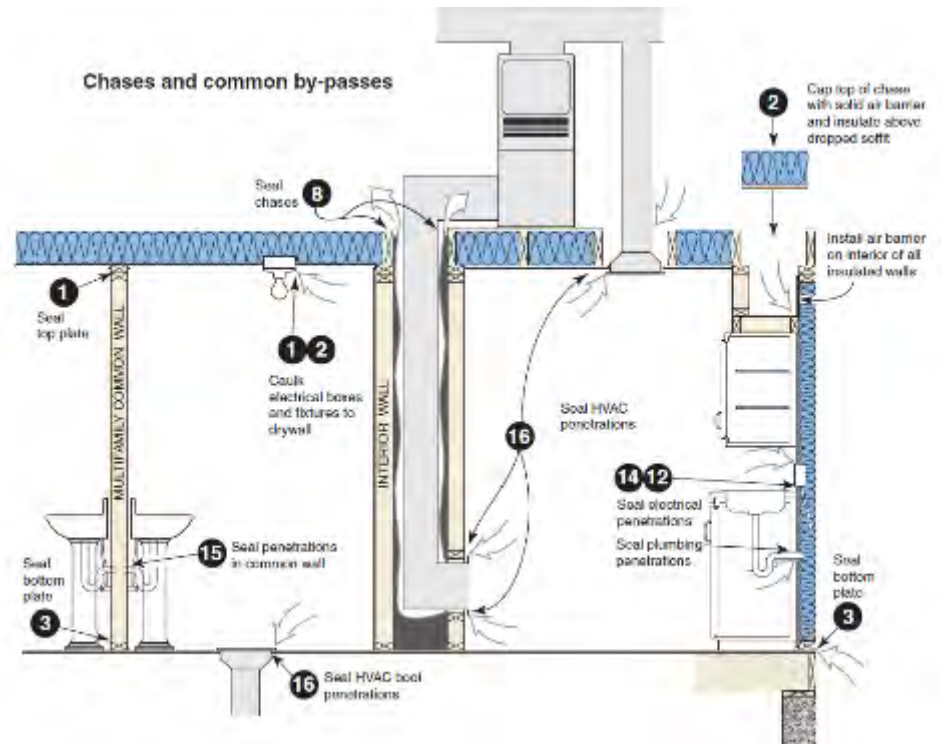 Chases and common by-passes
2
Cap top of chase
with solid air barrier
and insulate above
dropped soffit
Seal
chases
8
Install air barrier
on interior of all
insulated walls
1
Seal
top plate
1 2
Caulk
electrical boxes
and fixtures to
drywall
MULTIFAMILY COMMON WALL
INTERIOR WALL
16
Seal HVAC
penetrations
14 12
Seal electrical
penetrations
Seal plumbing
penetrations
15
Seal penetrations
in common wall
Seal
bottom
plate
3
Seal
bottom
plate
3
16
Seal HVAC boot
penetrations